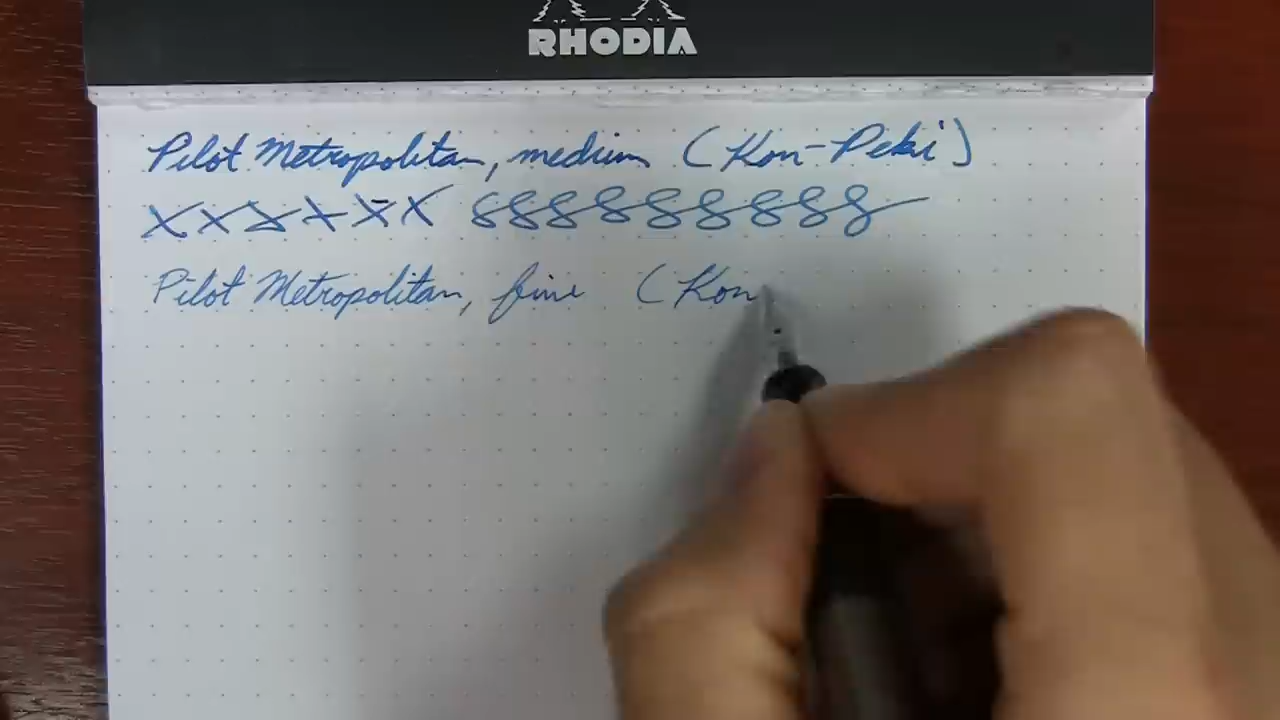 RHODIA
Pilot Metropolitan, medium (Kon-Peki)
XXXXXX 888888888
Pilot Metropolitan, fine (Kon